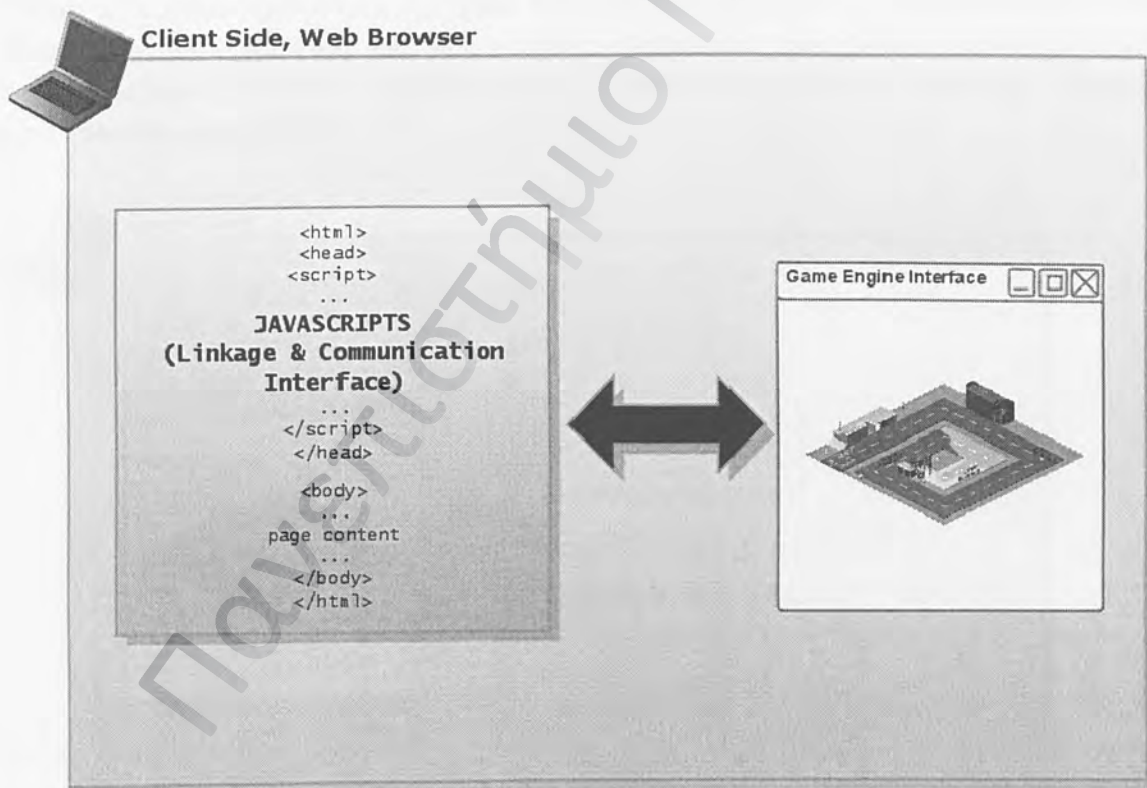 Client Side, Web Browser
<html>
<head>
<script>
...
JAVASCRIPTS
(Linkage & Communication
Interface)
...
</script>
</head>
<body>
...
page content
...
</body>
</html>
Game Engine Interface
Πανεπιστήμιο